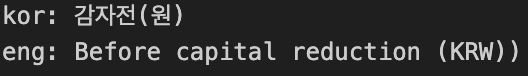 kor: 감자전(원)
eng: Before capital reduction (KRW))